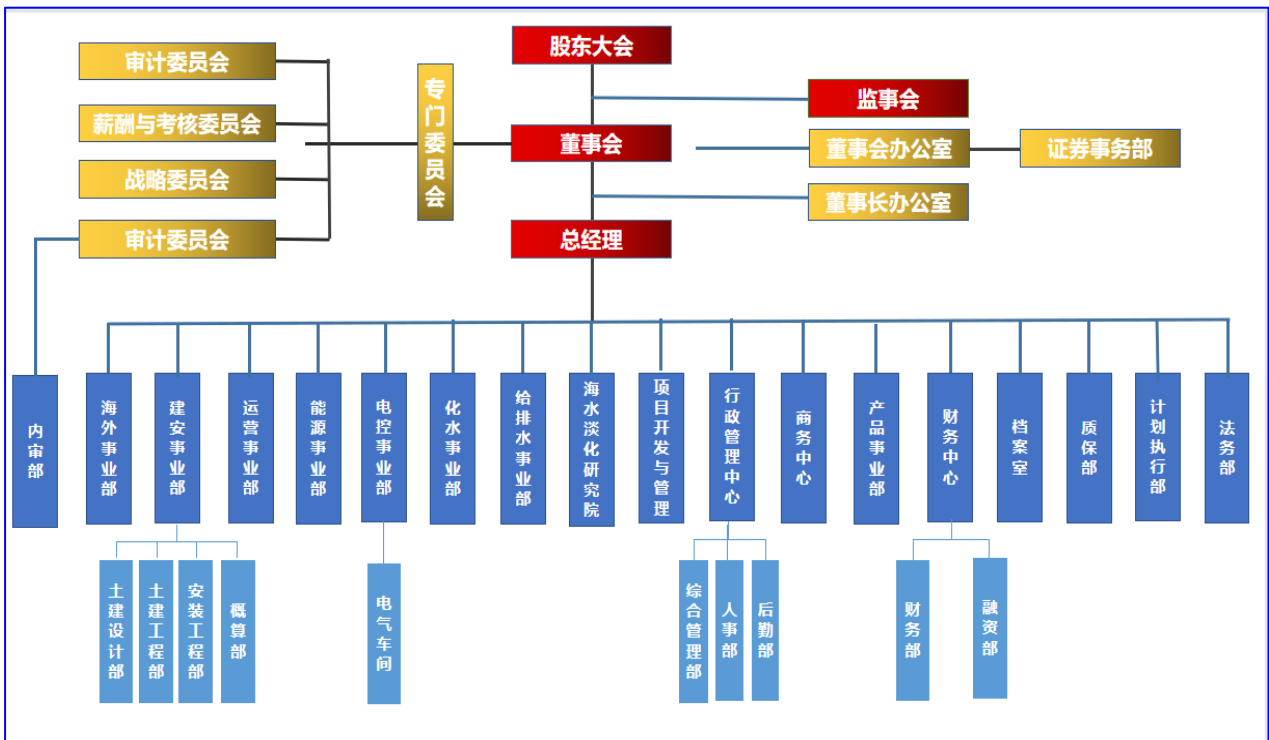 股东大会
审计委员会
专门委员会
监事会
薪酬与考核委员会
董事会
董事会办公室
证券事务部
战略委员会
董事长办公室
审计委员会
总经理
内审部
海外事业部
建安事业部
运营事业部
能源事业部
电控事业部
化水事业部
给排水事业部
海水淡化研究院
项目开发与管理
行政管理中心
商务中心
产品事业部
财务中心
档案室
质保部
计划执行部
法务部
土建设计部
土建工程部
安装工程部
概算部
电气车间
综合管理部
人事部
后勤部
财务部
融资部